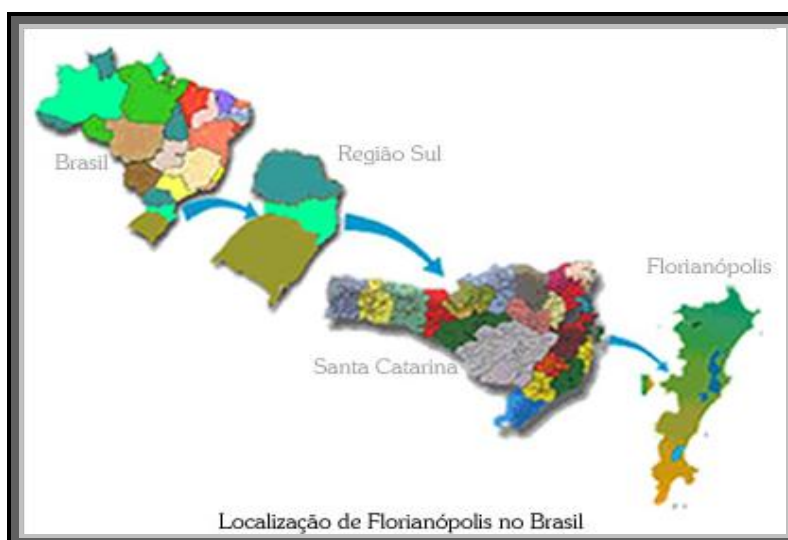 Brasil
Região Sul
Santa Catarina
Florianópolis
Localização de Florianópolis no Brasil